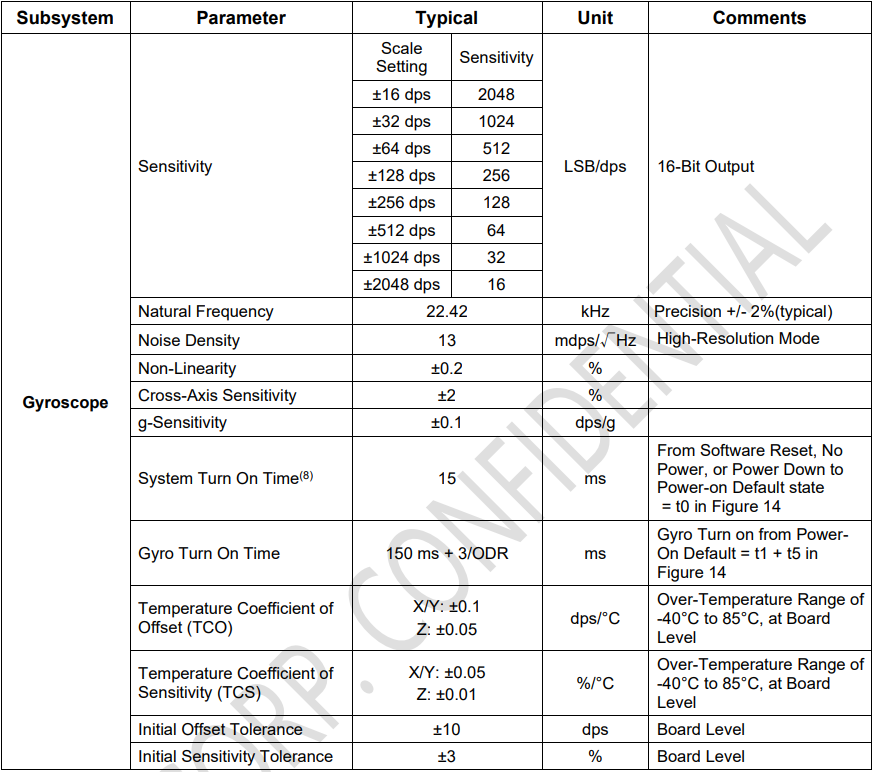 Subsystem Parameter Typical Unit Comments
Gyroscope
Sensitivity
Scale Setting Sensitivity
±16 dps 2048
±32 dps 1024
±64 dps 512
±128 dps 256
±256 dps 128
±512 dps 64
±1024 dps 32
±2048 dps 16
LSB/dps
16-Bit Output
Natural Frequency 22.42 kHz Precision +/- 2%(typical)
Noise Density 13 mdps/√Hz High-Resolution Mode
Non-Linearity ±0.2 %
Cross-Axis Sensitivity ±2 %
g-Sensitivity ±0.1 dps/g
System Turn On Time(8) 15 ms
From Software Reset, No
Power, or Power Down to
Power-on Default state
= t0 in Figure 14
Gyro Turn On Time 150 ms + 3/ODR ms
Gyro Turn on from Power-
On Default = t1 + t5 in
Figure 14
Temperature Coefficient of
Offset (TCO)
X/Y: ±0.1
Z: ±0.05
dps/°C
Over-Temperature Range of
-40°C to 85°C, at Board
Level
Temperature Coefficient of
Sensitivity (TCS)
X/Y: ±0.05
Z: ±0.01
%/°C
Over-Temperature Range of
-40°C to 85°C, at Board
Level
Initial Offset Tolerance ±10 dps Board Level
Initial Sensitivity Tolerance ±3 % Board Level
CORP. CONFIDENTIAL